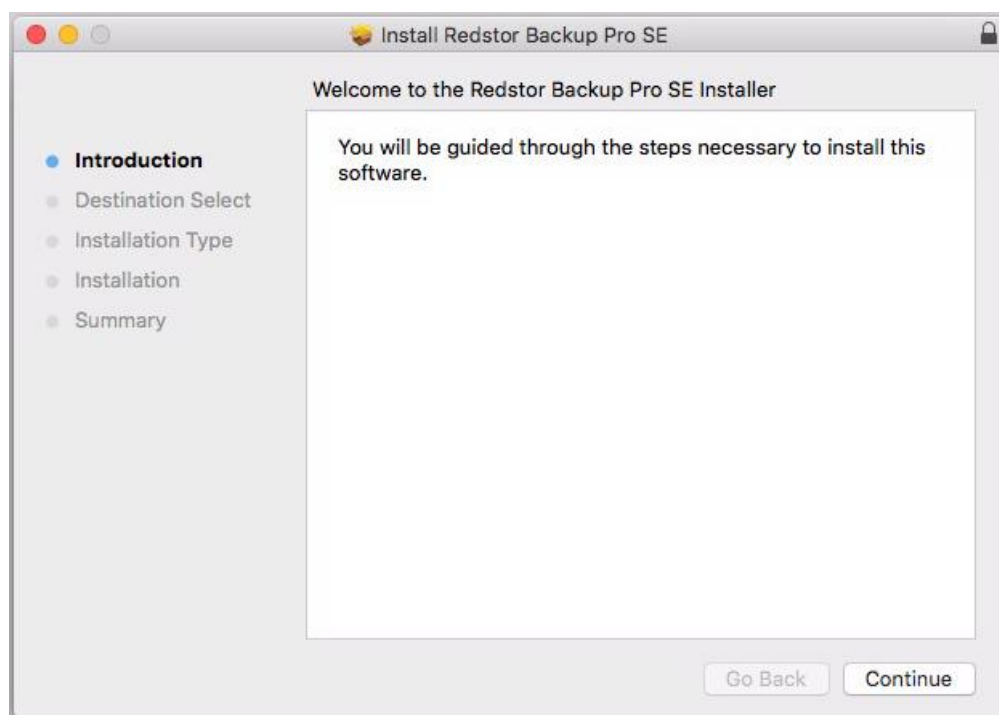 Install Redstor Backup Pro SE
Welcome to the Redstor Backup Pro SE Installer
Introduction
Destination Select
Installation Type
Installation
Summary
You will be guided through the steps necessary to install this
software.
Go Back
Continue